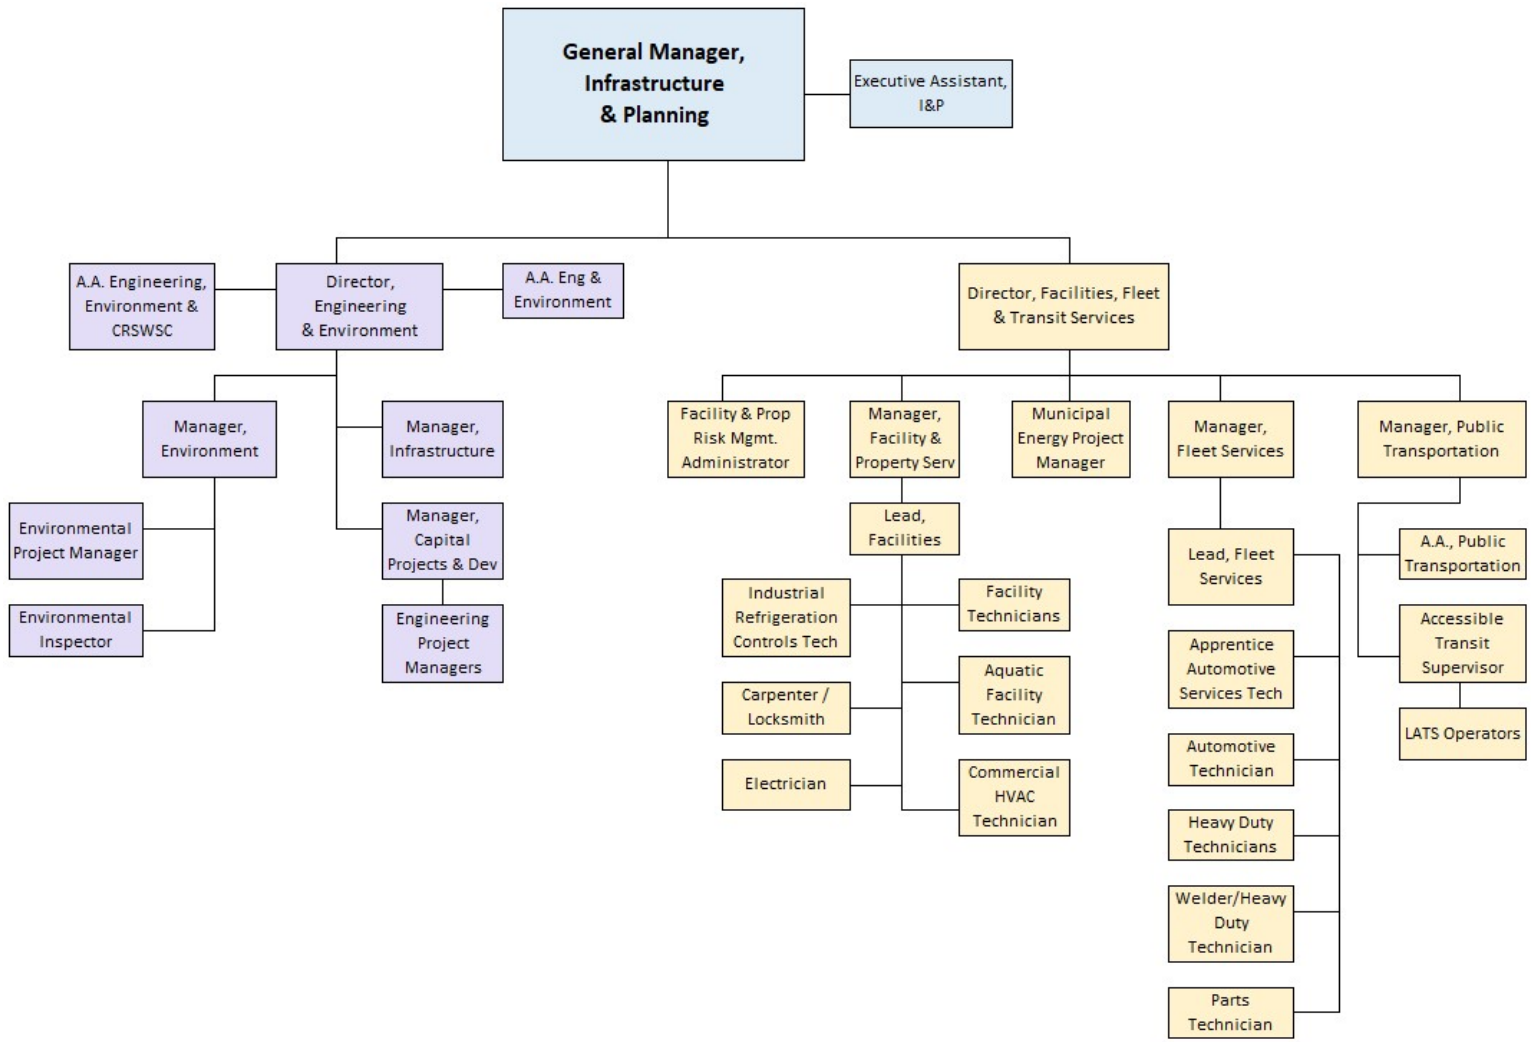 General Manager,
Infrastructure
& Planning
Executive Assistant,
I&P
A.A. Engineering,
Environment &
CRSWSC
Director,
Engineering
& Environment
A.A. Eng &
Environment
Director, Facilities, Fleet
& Transit Services
Manager,
Environment
Manager,
Infrastructure
Environmental
Project Manager
Manager,
Capital
Projects & Dev
Environmental
Inspector
Engineering
Project
Managers
Facility & Prop
Risk Mgmt.
Administrator
Manager,
Facility &
Property Serv
Municipal
Energy Project
Manager
Manager,
Fleet Services
Manager, Public
Transportation
Lead,
Facilities
Industrial
Refrigeration
Controls Tech
Facility
Technicians
Carpenter /
Locksmith
Aquatic
Facility
Technician
Electrician
Commercial
HVAC
Technician
Lead, Fleet
Services
Apprentice
Automotive
Services Tech
Automotive
Technician
Heavy Duty
Technicians
Welder/Heavy
Duty
Technician
Parts
Technician
A.A., Public
Transportation
Accessible
Transit
Supervisor
LATS Operators